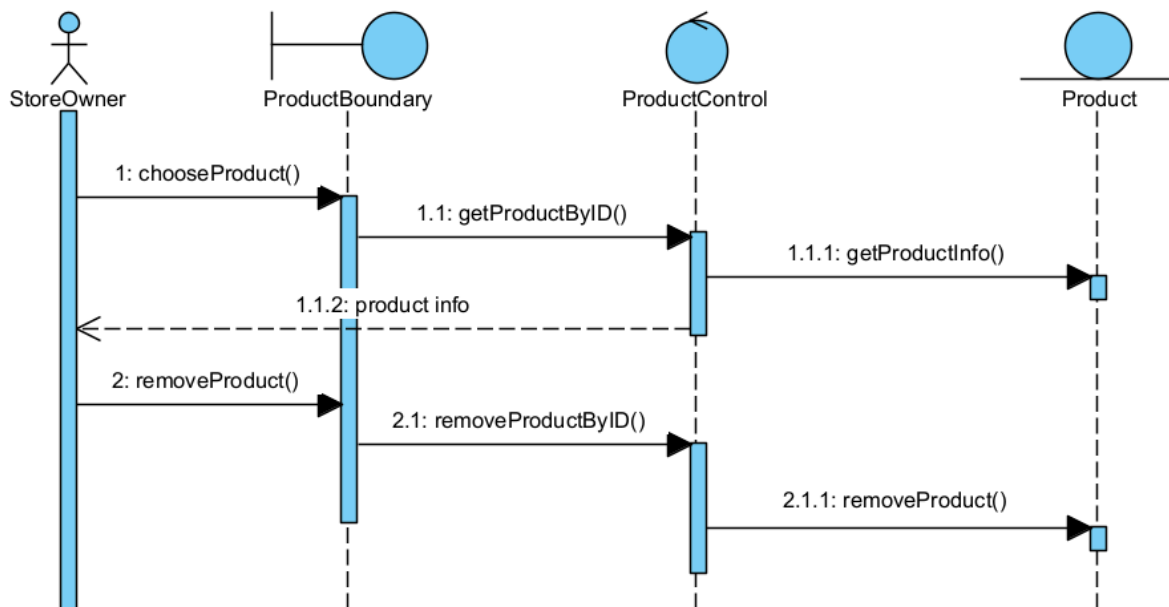 StoreOwner
ProductBoundary
ProductControl
Product
1: chooseProduct()
1.1: getProductByID()
1.1.1: getProductInfo()
1.1.2: product info
2: removeProduct()
2.1: removeProductByID()
2.1.1: removeProduct()